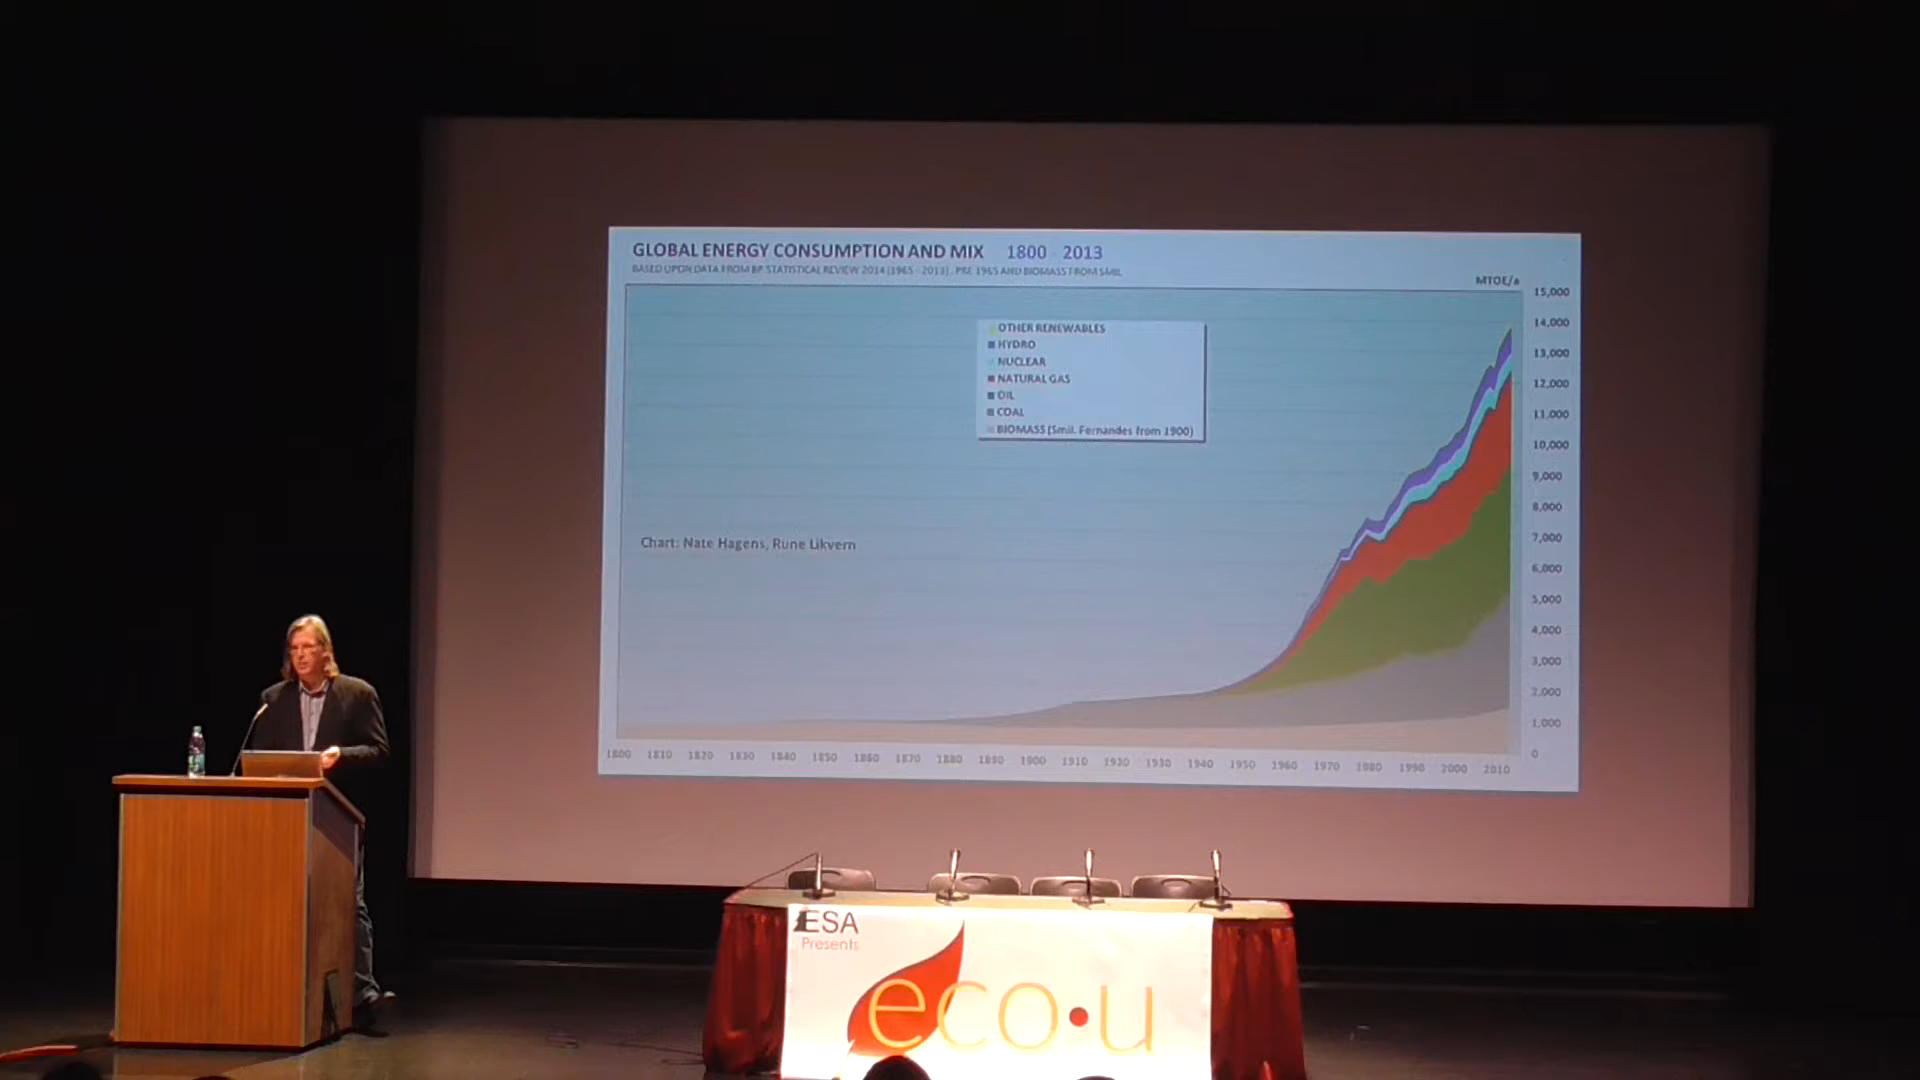 GLOBAL ENERGY CONSUMPTION AND MIX 1800 - 2013
BASED UPON DATA FROM BP STATISTICAL REVIEW 2014 (1965 - 2013), PRE 1965 AND BIOMASS FROM SMIL
MTOE/a
15,000
14,000
13,000
12,000
11,000
10,000
9,000
8,000
7,000
6,000
5,000
4,000
3,000
2,000
1,000
0
OTHER RENEWABLES
HYDRO
NUCLEAR
NATURAL GAS
OIL
COAL
BIOMASS (Smil. Fernandes from 1900)
Chart: Nate Hagens, Rune Likvern
1800 1810 1820 1830 1840 1850 1860 1870 1880 1890 1900 1910 1920 1930 1940 1950 1960 1970 1980 1990 2000 2010
ESA
Presents
eco•u